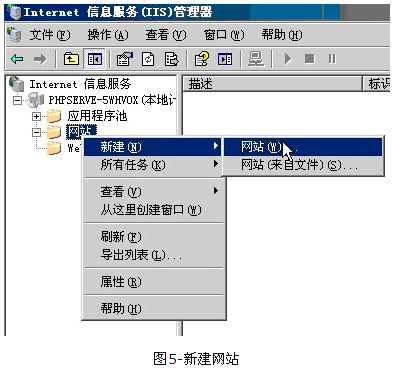 Internet 信息服务(IIS)管理器
文件(F) 操作(A) 查看(V) 窗口(W) 帮助(H)
Internet 信息服务 描述 标识
PHPSERVE-5WHVOX(本地计
应用程序池
网站
We
新建(N) 网站(W)...
所有任务(K) 网站(来自文件)(S)...
查看(V)
从这里创建窗口(W)
刷新(F)
导出列表(L)...
属性(R)
帮助(H)
图5-新建网站